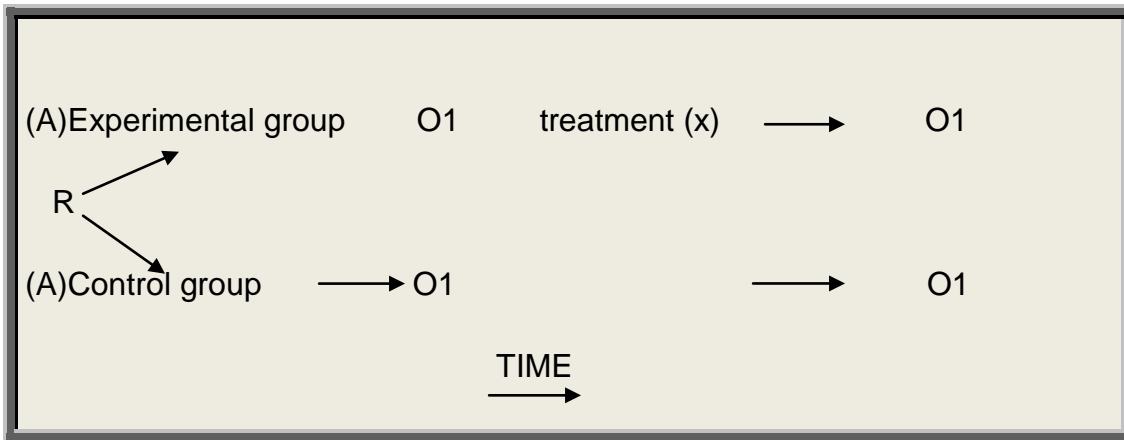 (A)Experimental group O1 treatment (x) O1
R
(A)Control group O1 O1
TIME